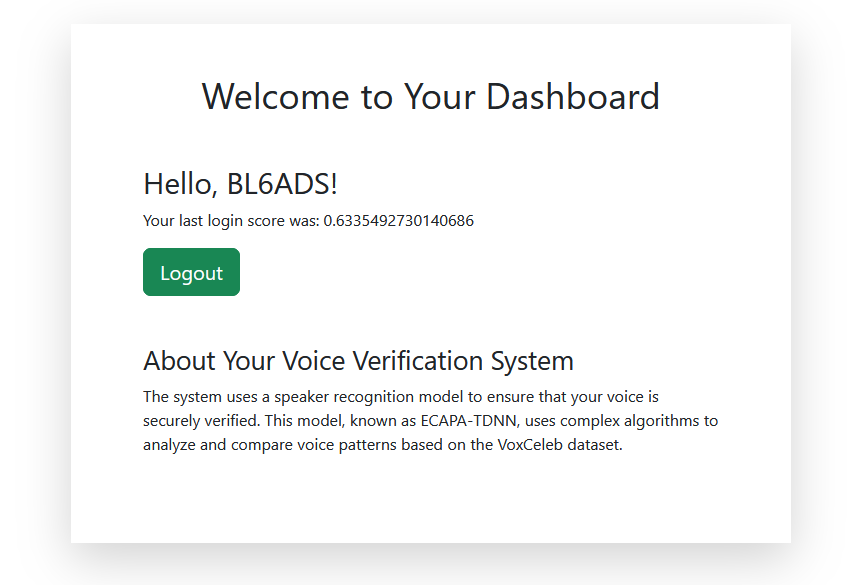 Welcome to Your Dashboard
Hello, BL6ADS!
Your last login score was: 0.6335492730140686
Logout
About Your Voice Verification System
The system uses a speaker recognition model to ensure that your voice is
securely verified. This model, known as ECAPA-TDNN, uses complex algorithms to
analyze and compare voice patterns based on the VoxCeleb dataset.